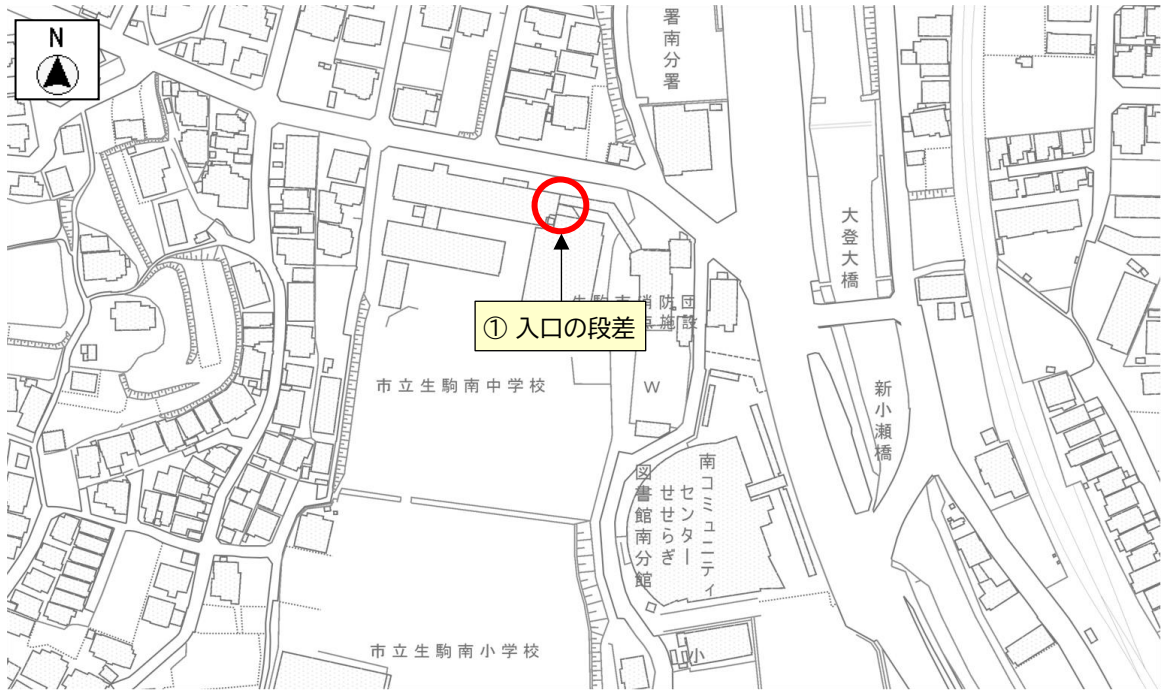 N
署南分署
大登大橋
生駒市消防団
施設
① 入口の段差
市立生駒南中学校
W
新小瀬橋
南コミュニティ
センター
せせらぎ
図書館南分館
市立生駒南小学校
小